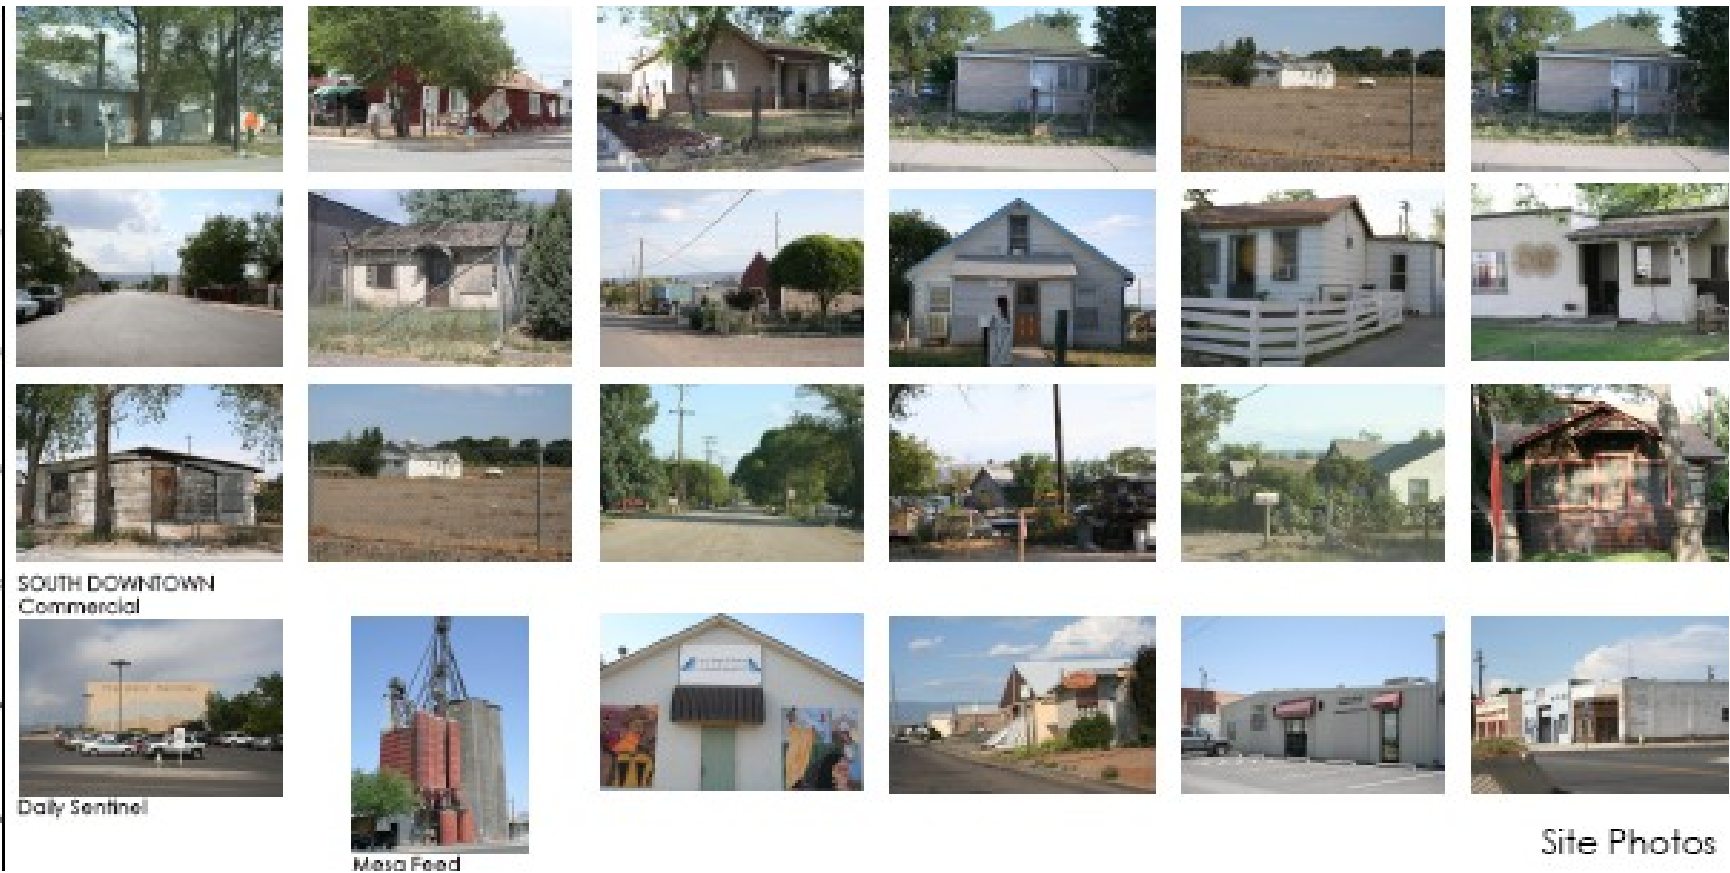 SOUTH DOWNTOWN
Commercial
Daily Sentinel
Mesa Feed
Site Photos